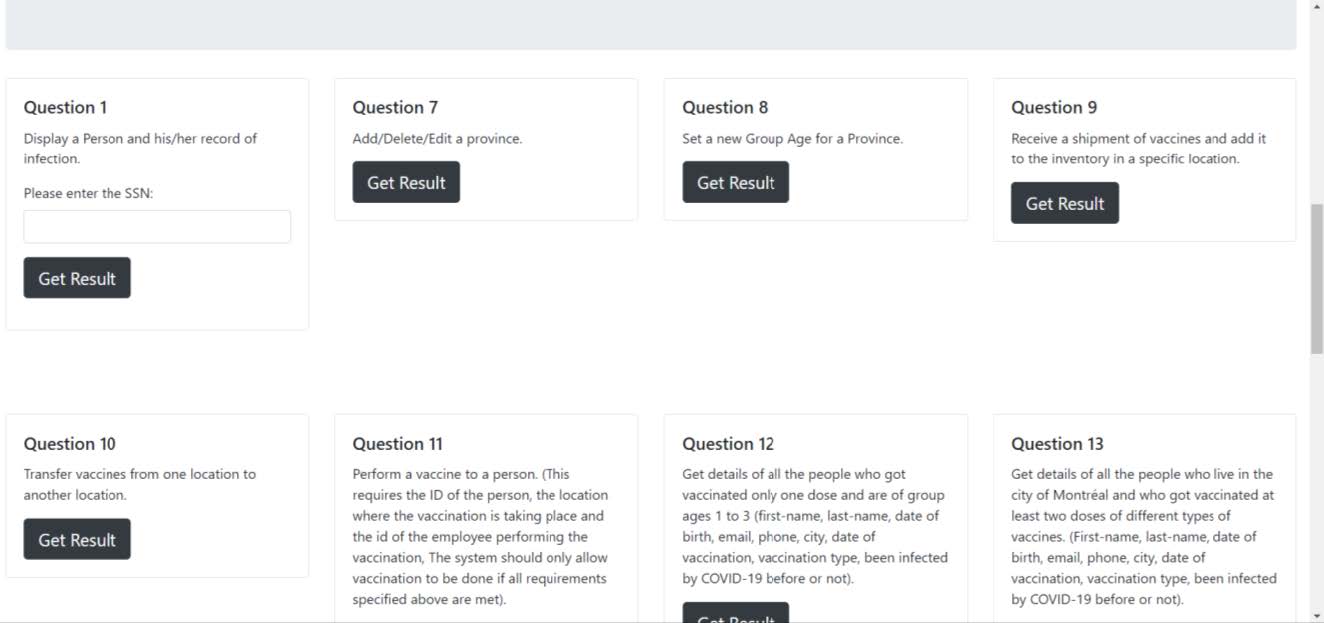 Question 1
Display a Person and his/her record of
infection.
Please enter the SSN:
Get Result
Question 7
Add/Delete/Edit a province.
Get Result
Question 8
Set a new Group Age for a Province.
Get Result
Question 9
Receive a shipment of vaccines and add it
to the inventory in a specific location.
Get Result
Question 10
Transfer vaccines from one location to
another location.
Get Result
Question 11
Perform a vaccine to a person. (This
requires the ID of the person, the location
where the vaccination is taking place and
the id of the employee performing the
vaccination, The system should only allow
vaccination to be done if all requirements
specified above are met).
Question 12
Get details of all the people who got
vaccinated only one dose and are of group
ages 1 to 3 (first-name, last-name, date of
birth, email, phone, city, date of
vaccination, vaccination type, been infected
by COVID-19 before or not).
Get Result
Question 13
Get details of all the people who live in the
city of Montréal and who got vaccinated at
least two doses of different types of
vaccines. (First-name, last-name, date of
birth, email, phone, city, date of
vaccination, vaccination type, been infected
by COVID-19 before or not).